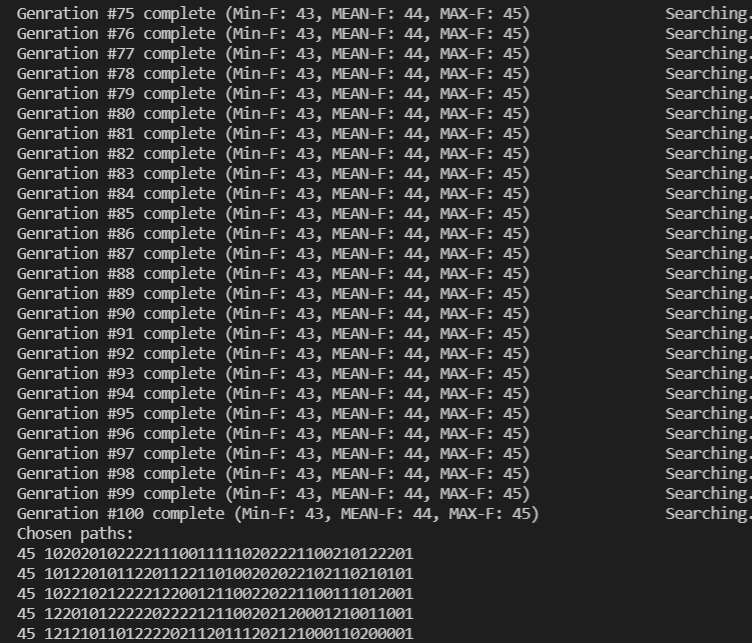 Genration #75 complete (Min-F: 43, MEAN-F: 44, MAX-F: 45) Searching.
Genration #76 complete (Min-F: 43, MEAN-F: 44, MAX-F: 45) Searching.
Genration #77 complete (Min-F: 43, MEAN-F: 44, MAX-F: 45) Searching.
Genration #78 complete (Min-F: 43, MEAN-F: 44, MAX-F: 45) Searching.
Genration #79 complete (Min-F: 43, MEAN-F: 44, MAX-F: 45) Searching.
Genration #80 complete (Min-F: 43, MEAN-F: 44, MAX-F: 45) Searching.
Genration #81 complete (Min-F: 43, MEAN-F: 44, MAX-F: 45) Searching.
Genration #82 complete (Min-F: 43, MEAN-F: 44, MAX-F: 45) Searching.
Genration #83 complete (Min-F: 43, MEAN-F: 44, MAX-F: 45) Searching.
Genration #84 complete (Min-F: 43, MEAN-F: 44, MAX-F: 45) Searching.
Genration #85 complete (Min-F: 43, MEAN-F: 44, MAX-F: 45) Searching.
Genration #86 complete (Min-F: 43, MEAN-F: 44, MAX-F: 45) Searching.
Genration #87 complete (Min-F: 43, MEAN-F: 44, MAX-F: 45) Searching.
Genration #88 complete (Min-F: 43, MEAN-F: 44, MAX-F: 45) Searching.
Genration #89 complete (Min-F: 43, MEAN-F: 44, MAX-F: 45) Searching.
Genration #90 complete (Min-F: 43, MEAN-F: 44, MAX-F: 45) Searching.
Genration #91 complete (Min-F: 43, MEAN-F: 44, MAX-F: 45) Searching.
Genration #92 complete (Min-F: 43, MEAN-F: 44, MAX-F: 45) Searching.
Genration #93 complete (Min-F: 43, MEAN-F: 44, MAX-F: 45) Searching.
Genration #94 complete (Min-F: 43, MEAN-F: 44, MAX-F: 45) Searching.
Genration #95 complete (Min-F: 43, MEAN-F: 44, MAX-F: 45) Searching.
Genration #96 complete (Min-F: 43, MEAN-F: 44, MAX-F: 45) Searching.
Genration #97 complete (Min-F: 43, MEAN-F: 44, MAX-F: 45) Searching.
Genration #98 complete (Min-F: 43, MEAN-F: 44, MAX-F: 45) Searching.
Genration #99 complete (Min-F: 43, MEAN-F: 44, MAX-F: 45) Searching.
Genration #100 complete (Min-F: 43, MEAN-F: 44, MAX-F: 45) Searching.
Chosen paths:
45 10202010222211100111110202221100210122201
45 10122010112201122110100202022102110210101
45 10221021222212200121110022022110011101 2001
45 12201012222202222121100202120001210011001
45 12121011012222021120111202121000110200001